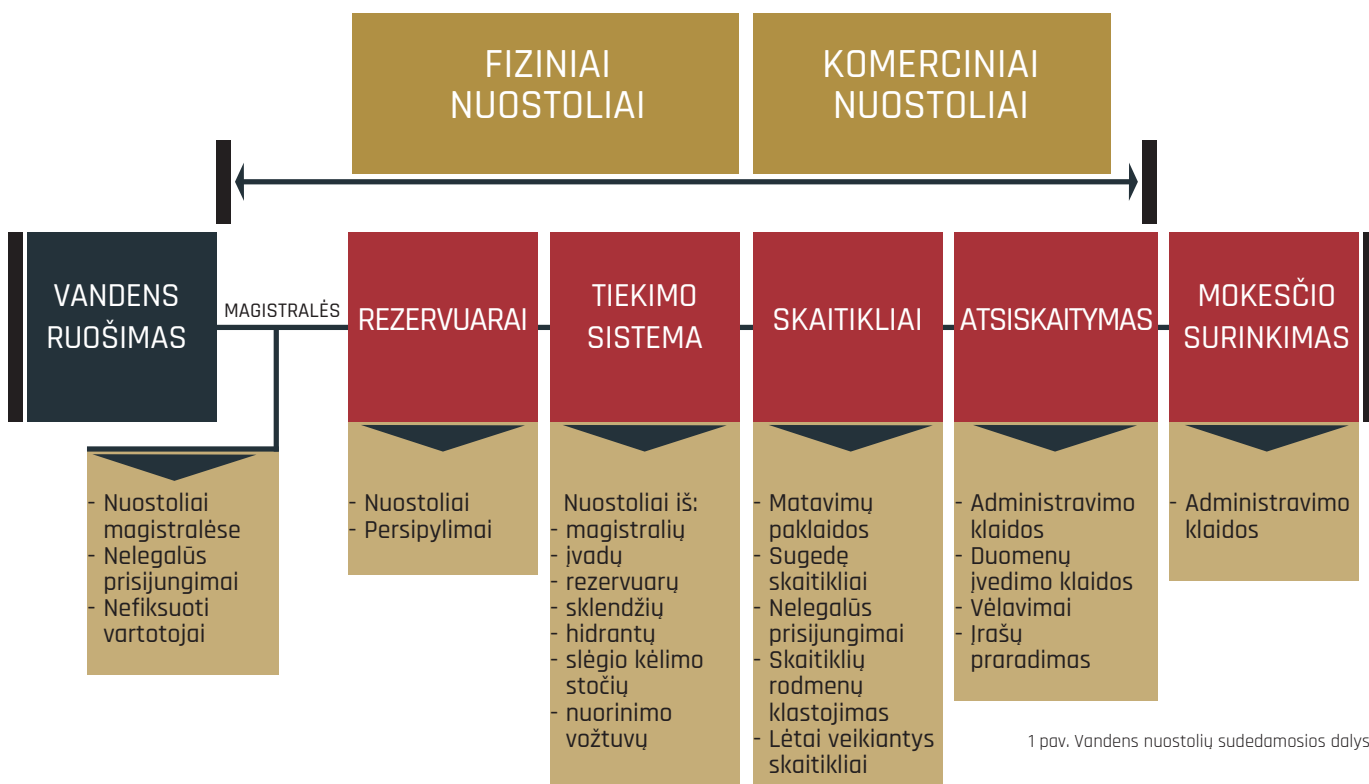 FIZINIAI
NUOSTOLIAI
KOMERCINIAI
NUOSTOLIAI
VANDENS
RUOŠIMAS
MAGISTRALĖS
REZERVUARAI
TIEKIMO
SISTEMA
SKAITIKLIAI
ATSISKAITYMAS
MOKESČIO
SURINKIMAS
- Nuostoliai
magistralėse
- Nelegalūs
prisijungimai
- Nefiksuoti
vartotojai
- Nuostoliai
- Persipylimai
Nuostoliai iš:
- magistralių
- įvadų
- rezervuarų
- sklendžių
- hidrantų
- slėgio kėlimo
stočių
- nuorinimo
vožtuvų
- Matavimų
paklaidos
- Sugedę
skaitikliai
- Nelegalūs
prisijungimai
- Skaitiklių
rodmenų
klastojimas
- Lėtai veikiantys
skaitikliai
- Administravimo
klaidos
- Duomenų
įvedimo klaidos
- Vėlavimai
- Įrašų
praradimas
- Administravimo
klaidos
1 pav. Vandens nuostolių sudedamosios dalys